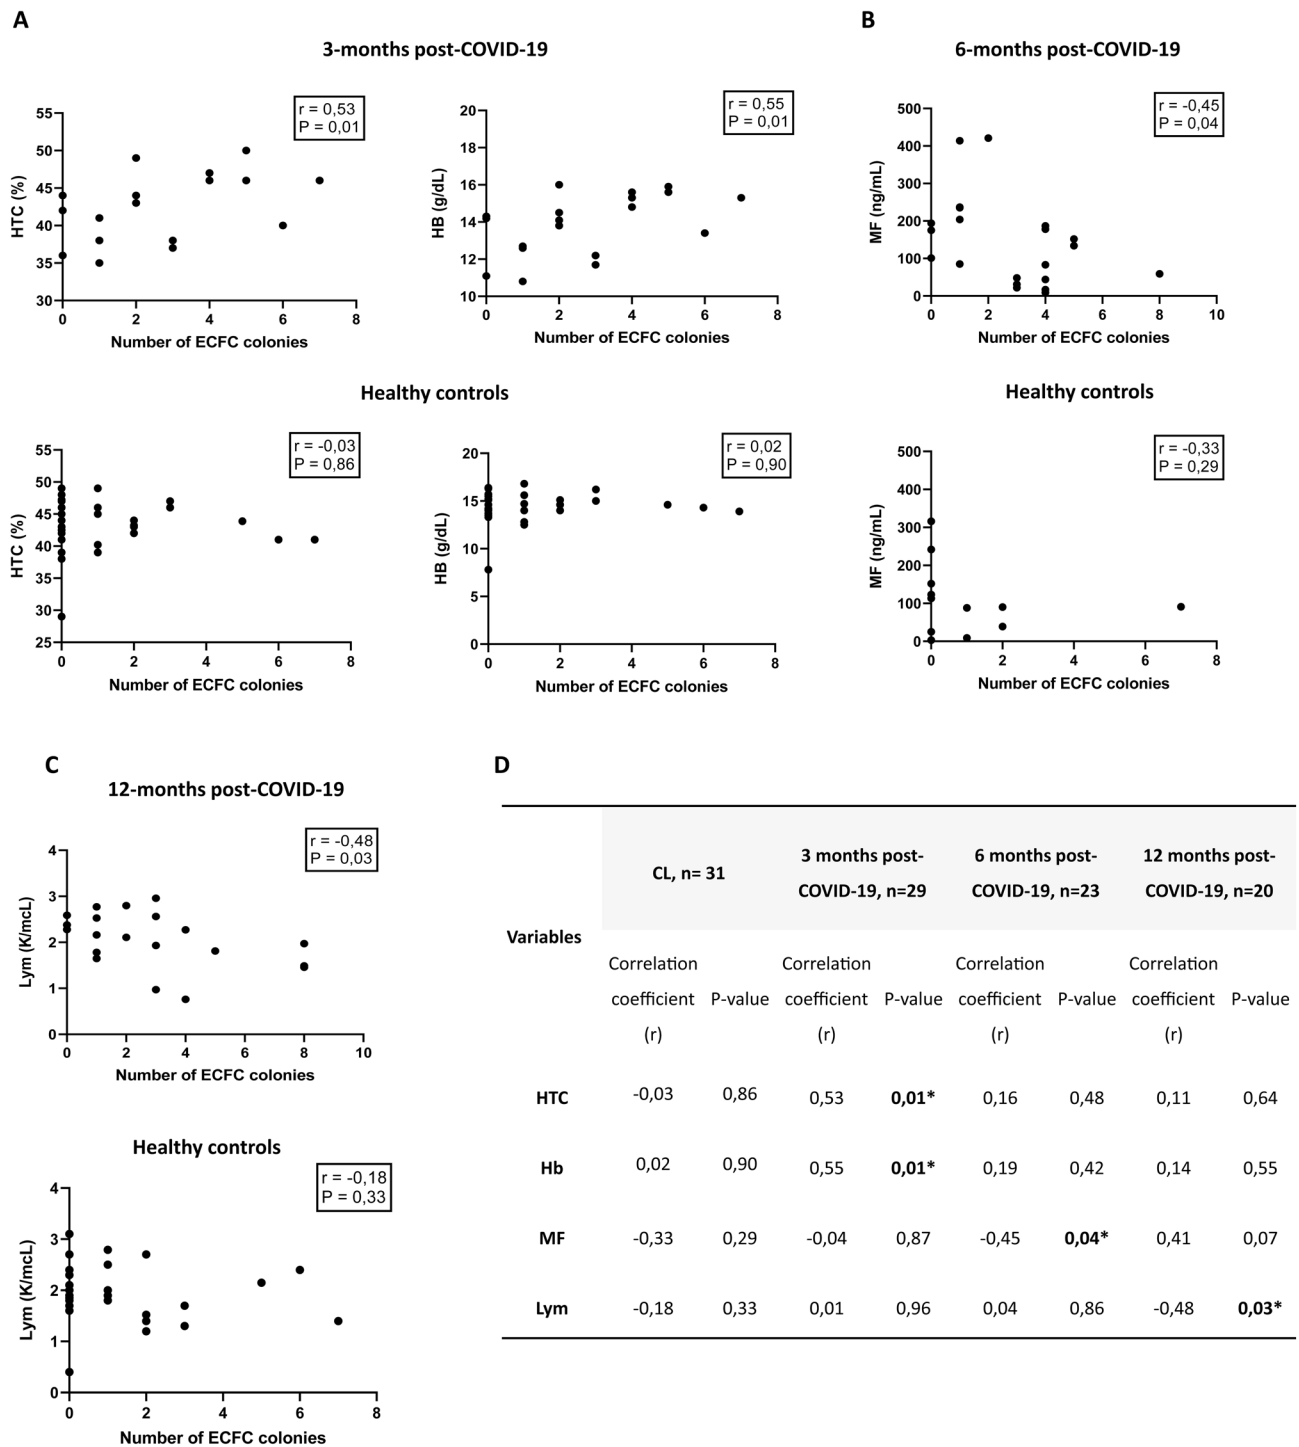 A
3-months post-COVID-19
r = 0,53
P = 0,01
55
50
45
40
35
30
HTC (%)
0 2 4 6 8
Number of ECFC colonies
r = 0,55
P = 0,01
20
18
16
14
12
10
HB (g/dL)
0 2 4 6 8
Number of ECFC colonies
Healthy controls
r = -0,03
P = 0,86
55
50
45
40
35
30
25
HTC (%)
0 2 4 6 8
Number of ECFC colonies
r = 0,02
P = 0,90
20
15
10
5
0
HB (g/dL)
0 2 4 6 8
Number of ECFC colonies
B
6-months post-COVID-19
r = -0,45
P = 0,04
500
400
300
200
100
0
MF (ng/mL)
0 2 4 6 8 10
Number of ECFC colonies
Healthy controls
r = -0,33
P = 0,29
500
400
300
200
100
0
MF (ng/mL)
0 2 4 6 8
Number of ECFC colonies
C
12-months post-COVID-19
r = -0,48
P = 0,03
4
3
2
1
0
Lym (K/mcL)
0 2 4 6 8 10
Number of ECFC colonies
Healthy controls
r = -0,18
P = 0,33
4
3
2
1
0
Lym (K/mcL)
0 2 4 6 8
Number of ECFC colonies
D
Variables
CL, n= 31
3 months post-
COVID-19, n=29
6 months post-
COVID-19, n=23
12 months post-
COVID-19, n=20
Correlation
coefficient
(r)
P-value
Correlation
coefficient
(r)
P-value
Correlation
coefficient
(r)
P-value
Correlation
coefficient
(r)
P-value
HTC -0,03 0,86 0,53 0,01* 0,16 0,48 0,11 0,64
Hb 0,02 0,90 0,55 0,01* 0,19 0,42 0,14 0,55
MF -0,33 0,29 -0,04 0,87 -0,45 0,04* 0,41 0,07
Lym -0,18 0,33 0,01 0,96 0,04 0,86 -0,48 0,03*